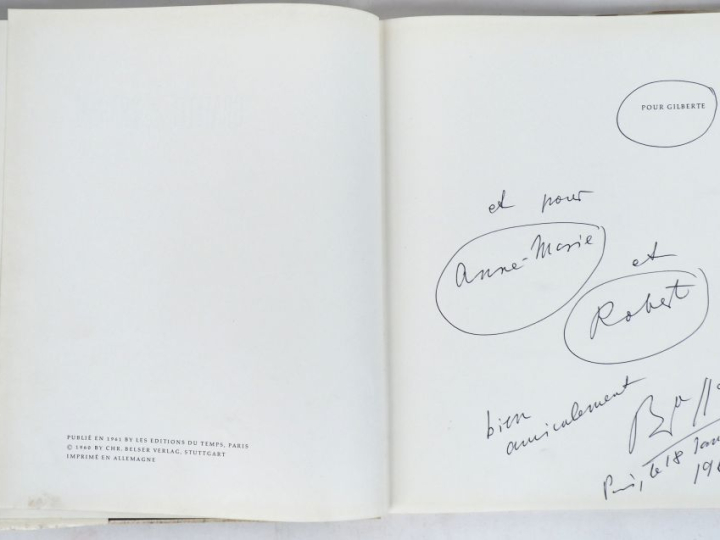 PUBLIÉ EN 1961 BY LES EDITIONS DU TEMPS, PARIS
© 1960 BY CHR. BELSER VERLAG, STUTTGART
IMPRIMÉ EN ALLEMAGNE
POUR GILBERTE
et pour
Anne-Marie
et
Robert
bien
amicalement
Paris, le 18